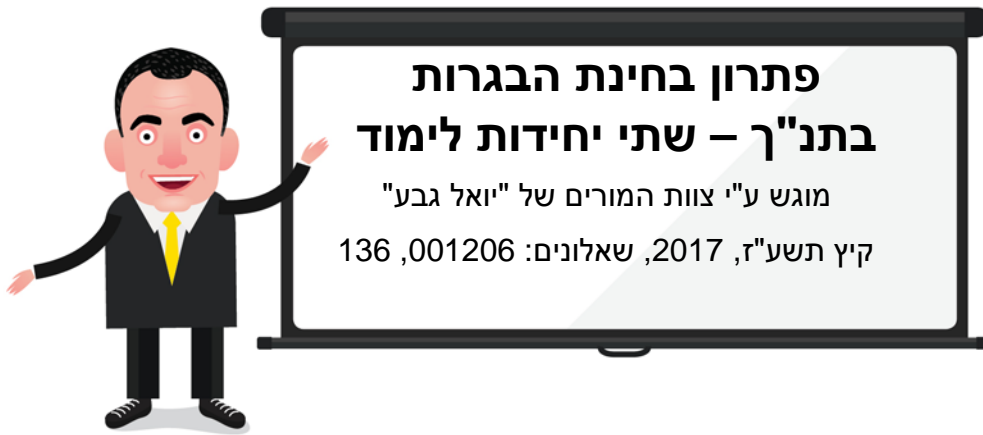 פתרון בחינת הבגרות
בתנ"ך – שתי יחידות לימוד
מוגש ע"י צוות המורים של "יואל גבע"
קיץ תשע"ז, 2017, שאלונים: 001206, 136